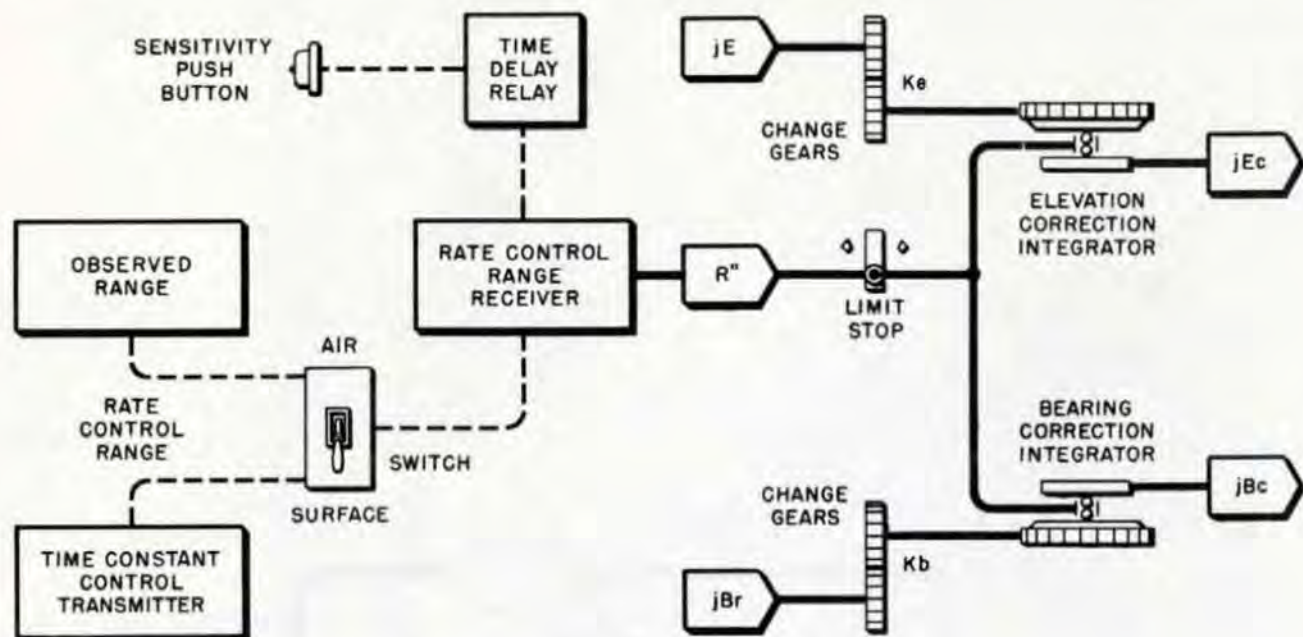 SENSITIVITY
PUSH
BUTTON
TIME
DELAY
RELAY
jE
Ke
CHANGE
GEARS
jEc
ELEVATION
CORRECTION
INTEGRATOR
OBSERVED
RANGE
RATE CONTROL
RANGE
RECEIVER
R"
LIMIT
STOP
AIR
RATE
CONTROL
RANGE
SWITCH
SURFACE
TIME CONSTANT
CONTROL
TRANSMITTER
BEARING
CORRECTION
INTEGRATOR
CHANGE
GEARS
jBc
Kb
jBr